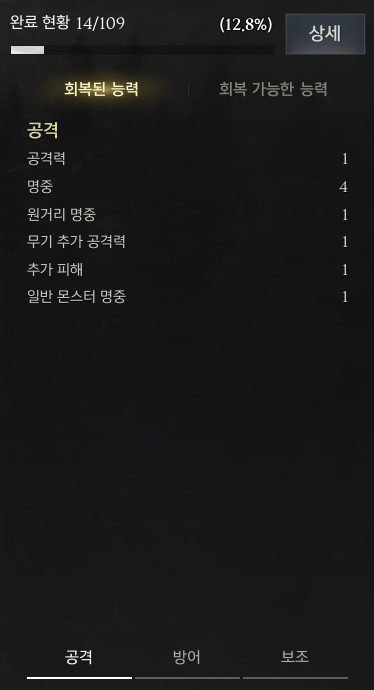 완료 현황 14/109 (12.8%) 상세
회복된 능력 회복 가능한 능력
공격
공격력 1
명중 4
원거리 명중 1
무기 추가 공격력 1
추가 피해 1
일반 몬스터 명중 1
공격 방어 보조